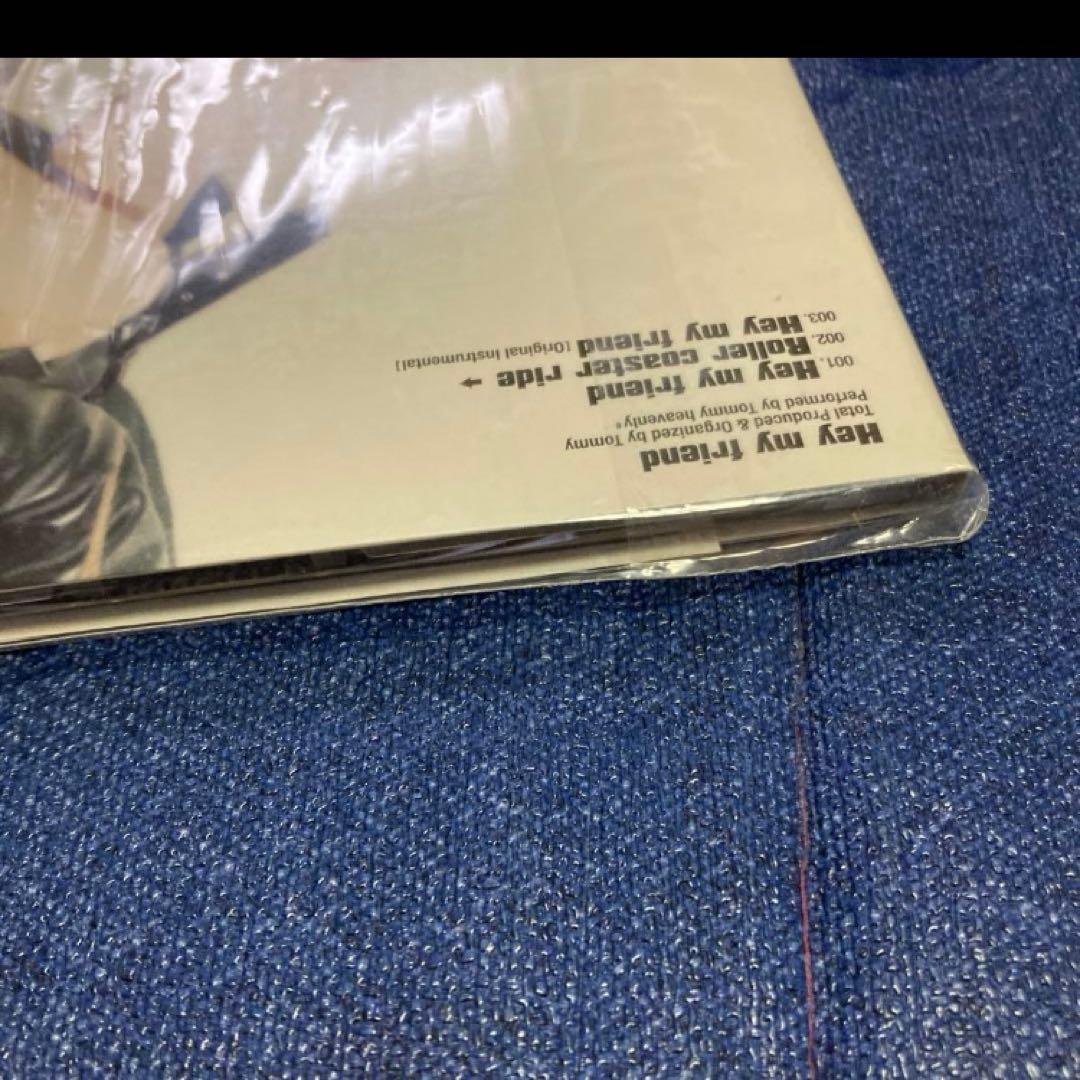 Hey my friend
Total Produced & Organized by Tommy
Performed by Tommy heavenly⁶
001. Hey my friend
002. Roller coaster ride →
003. Hey my friend [Original Instrumental]